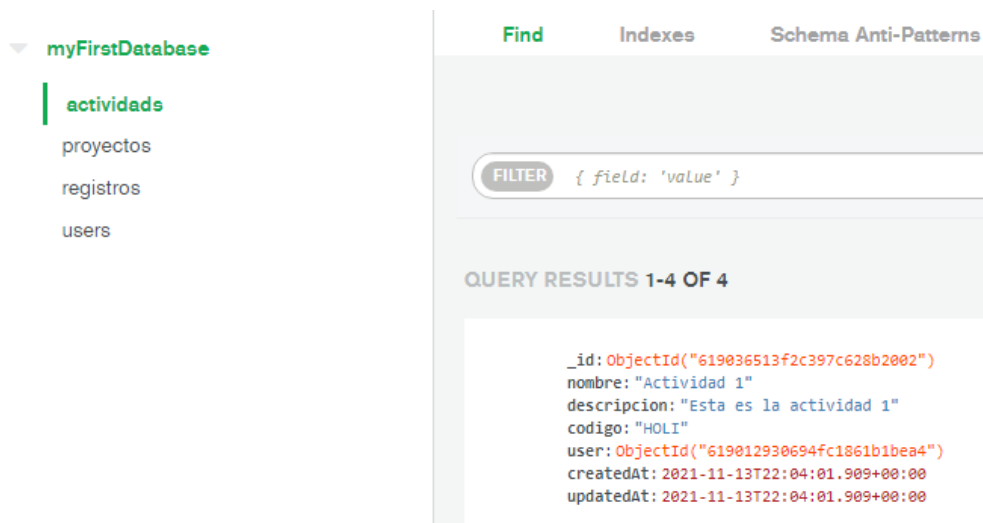 myFirstDatabase
actividads
proyectos
registros
users
Find Indexes Schema Anti-Patterns
FILTER { field: 'value' }
QUERY RESULTS 1-4 OF 4
_id: ObjectId("619036513f2c397c628b2002")
nombre: "Actividad 1"
descripcion: "Esta es la actividad 1"
codigo: "HOLI"
user: ObjectId("619012930694fc1861b1bea4")
createdAt: 2021-11-13T22:04:01.909+00:00
updatedAt: 2021-11-13T22:04:01.909+00:00